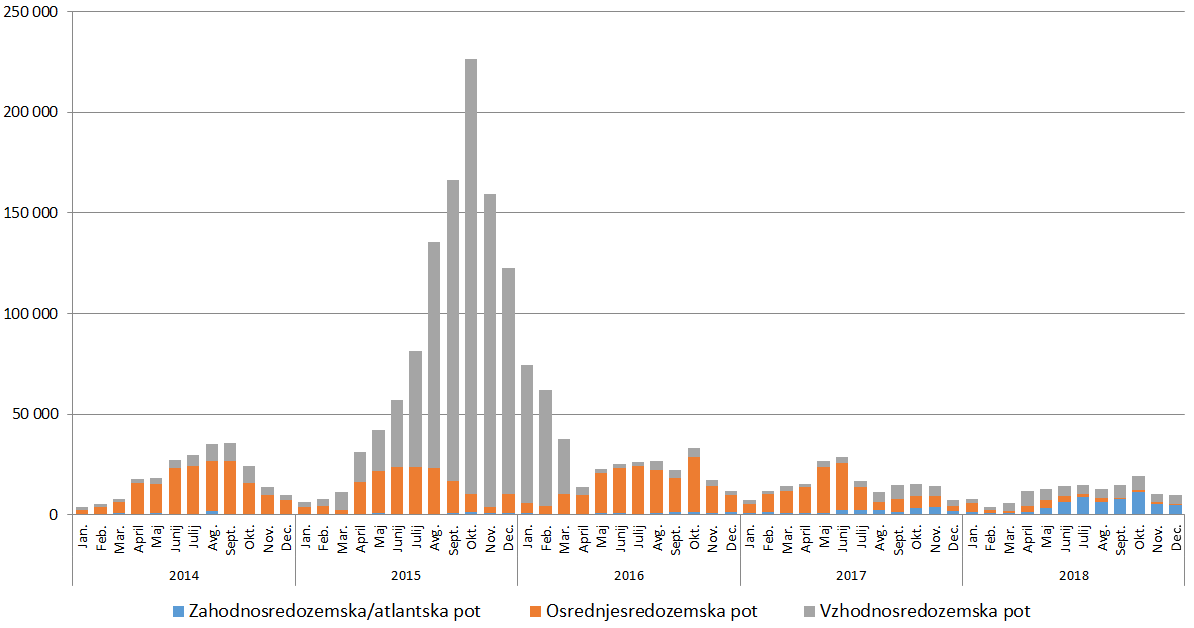 250 000
200 000
150 000
100 000
50 000
0
Jan. Feb. Mar. April Maj Junij Julij Avg. Sept. Okt. Nov. Dec. Jan. Feb. Mar. April Maj Junij Julij Avg. Sept. Okt Nov. Dec. Jan. Feb. Mar. April Maj Junij Julij Avg. Sept. Okt. Nov. Dec. Jan. Feb. Mar. April Maj Junij Julij Avg. Sept. Okt. Nov. Dec. Jan. Feb. Mar. April Maj Junij Julij Avg. Sept. Okt. Nov. Dec.
2014 2015 2016 2017 2018
Zahodnosredozemska/atlantska pot Osrednjesredozemska pot Vzhodnosredozemska pot